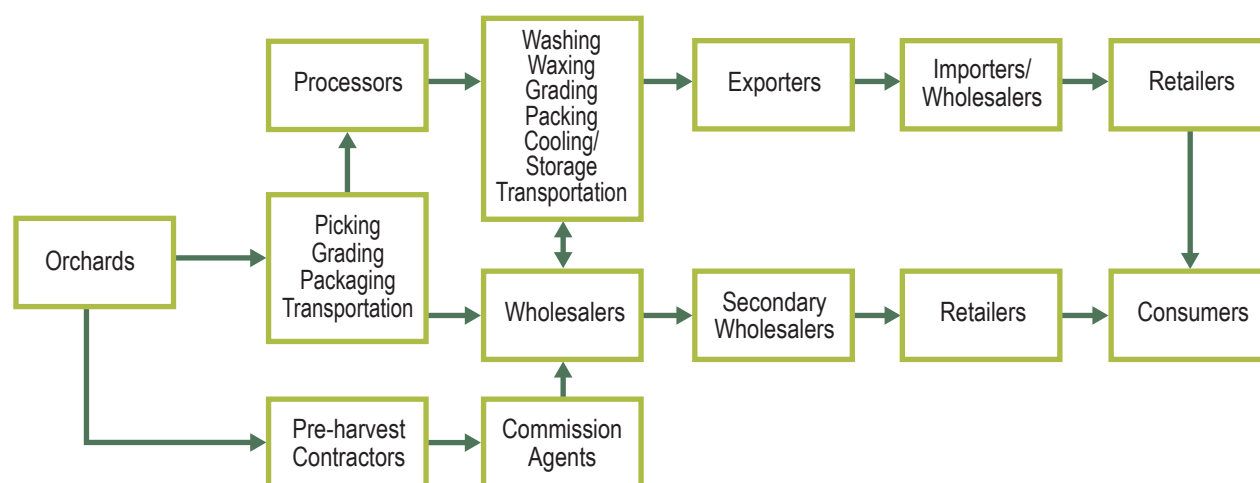 Processors
Washing
Waxing
Grading
Packing
Cooling/
Storage
Transportation
Exporters
Importers/
Wholesalers
Retailers
Orchards
Picking
Grading
Packaging
Transportation
Wholesalers
Secondary
Wholesalers
Retailers
Consumers
Pre-harvest
Contractors
Commission
Agents